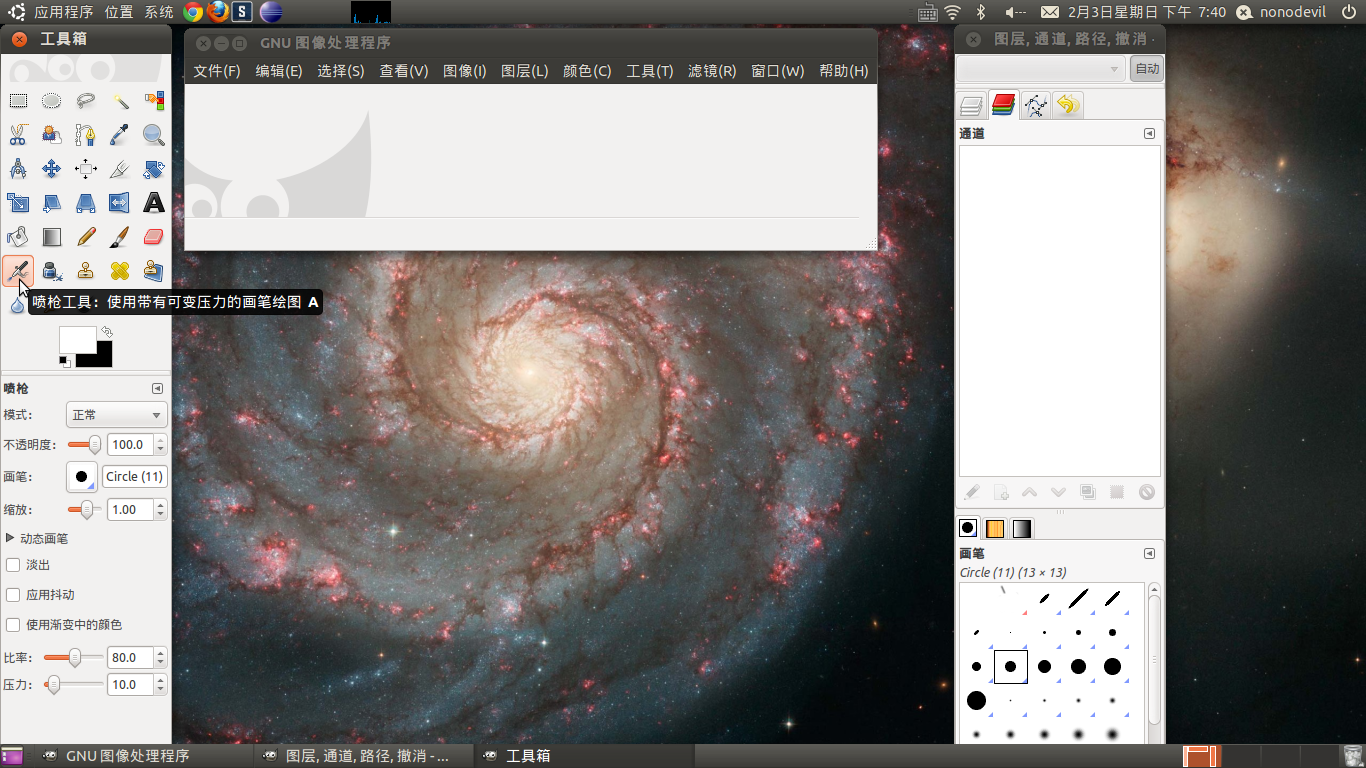 应用程序 位置 系统 S 2月3日星期日 下午 7:40 nonodevil
工具箱
GNU 图像处理程序
文件(F) 编辑(E) 选择(S) 查看(V) 图像(I) 图层(L) 颜色(C) 工具(T) 滤镜(R) 窗口(W) 帮助(H)
图层, 通道, 路径, 撤消 -
自动
通道
喷枪工具：使用带有可变压力的画笔绘图 A
喷枪
模式:
正常
不透明度:
100.0
画笔:
Circle (11)
缩放:
1.00
动态画笔
淡出
应用抖动
使用渐变中的颜色
比率:
80.0
压力:
10.0
画笔
Circle (11) (13 × 13)
GNU 图像处理程序
图层, 通道, 路径, 撤消 - ...
工具箱